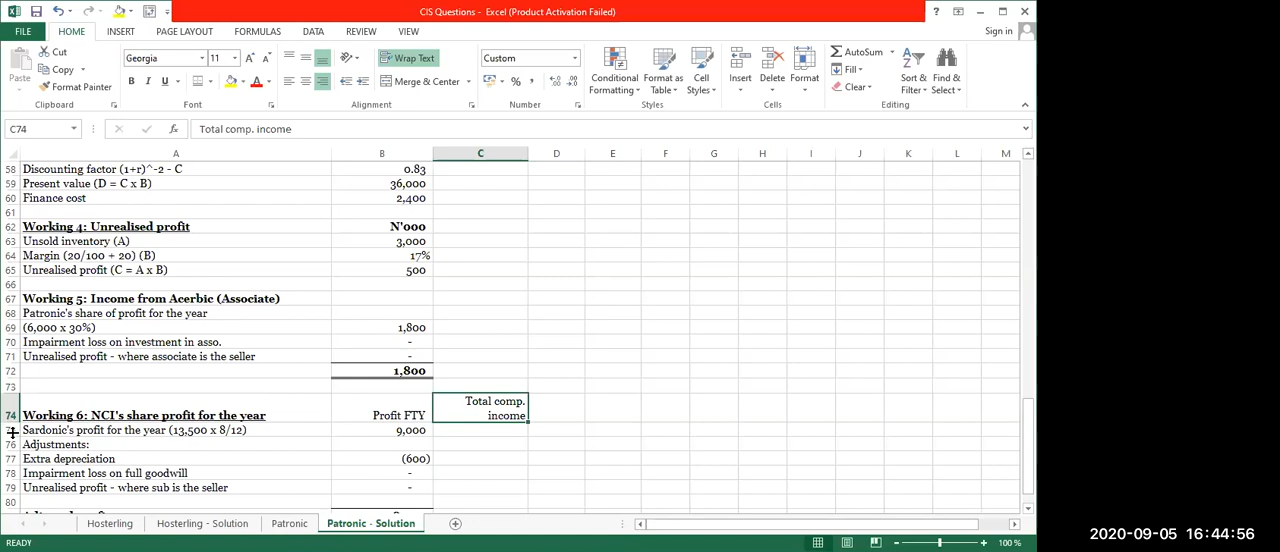 CIS Questions - Excel (Product Activation Failed)
Sign in
FILE HOME INSERT PAGE LAYOUT FORMULAS DATA REVIEW VIEW
Paste
Cut
Copy
Format Painter
Clipboard
Georgia 11
Font
Wrap Text
Merge & Center
Alignment
Custom
Number
Conditional Formatting
Format as Table
Cell Styles
Styles
Insert Delete Format
Cells
AutoSum
Fill
Clear
Sort & Filter
Find & Select
Editing
C74 Total comp. income
A B C D E F G H I J K L M
58 Discounting factor (1+r)^-2 - C 0.83
59 Present value (D = C x B) 36,000
60 Finance cost 2,400
61
62 Working 4: Unrealised profit N'000
63 Unsold inventory (A) 3,000
64 Margin (20/100 + 20) (B) 17%
65 Unrealised profit (C = A x B) 500
66
67 Working 5: Income from Acerbic (Associate)
68 Patronic's share of profit for the year
69 (6,000 x 30%) 1,800
70 Impairment loss on investment in asso. -
71 Unrealised profit - where associate is the seller -
72 1,800
73
74 Working 6: NCI's share profit for the year Profit FTY Total comp. income
Sardonic's profit for the year (13,500 x 8/12) 9,000
76 Adjustments:
77 Extra depreciation (600)
78 Impairment loss on full goodwill -
79 Unrealised profit - where sub is the seller -
80
Hosterling Hosterling - Solution Patronic Patronic - Solution
READY 100 %
2020-09-05 16:44:56